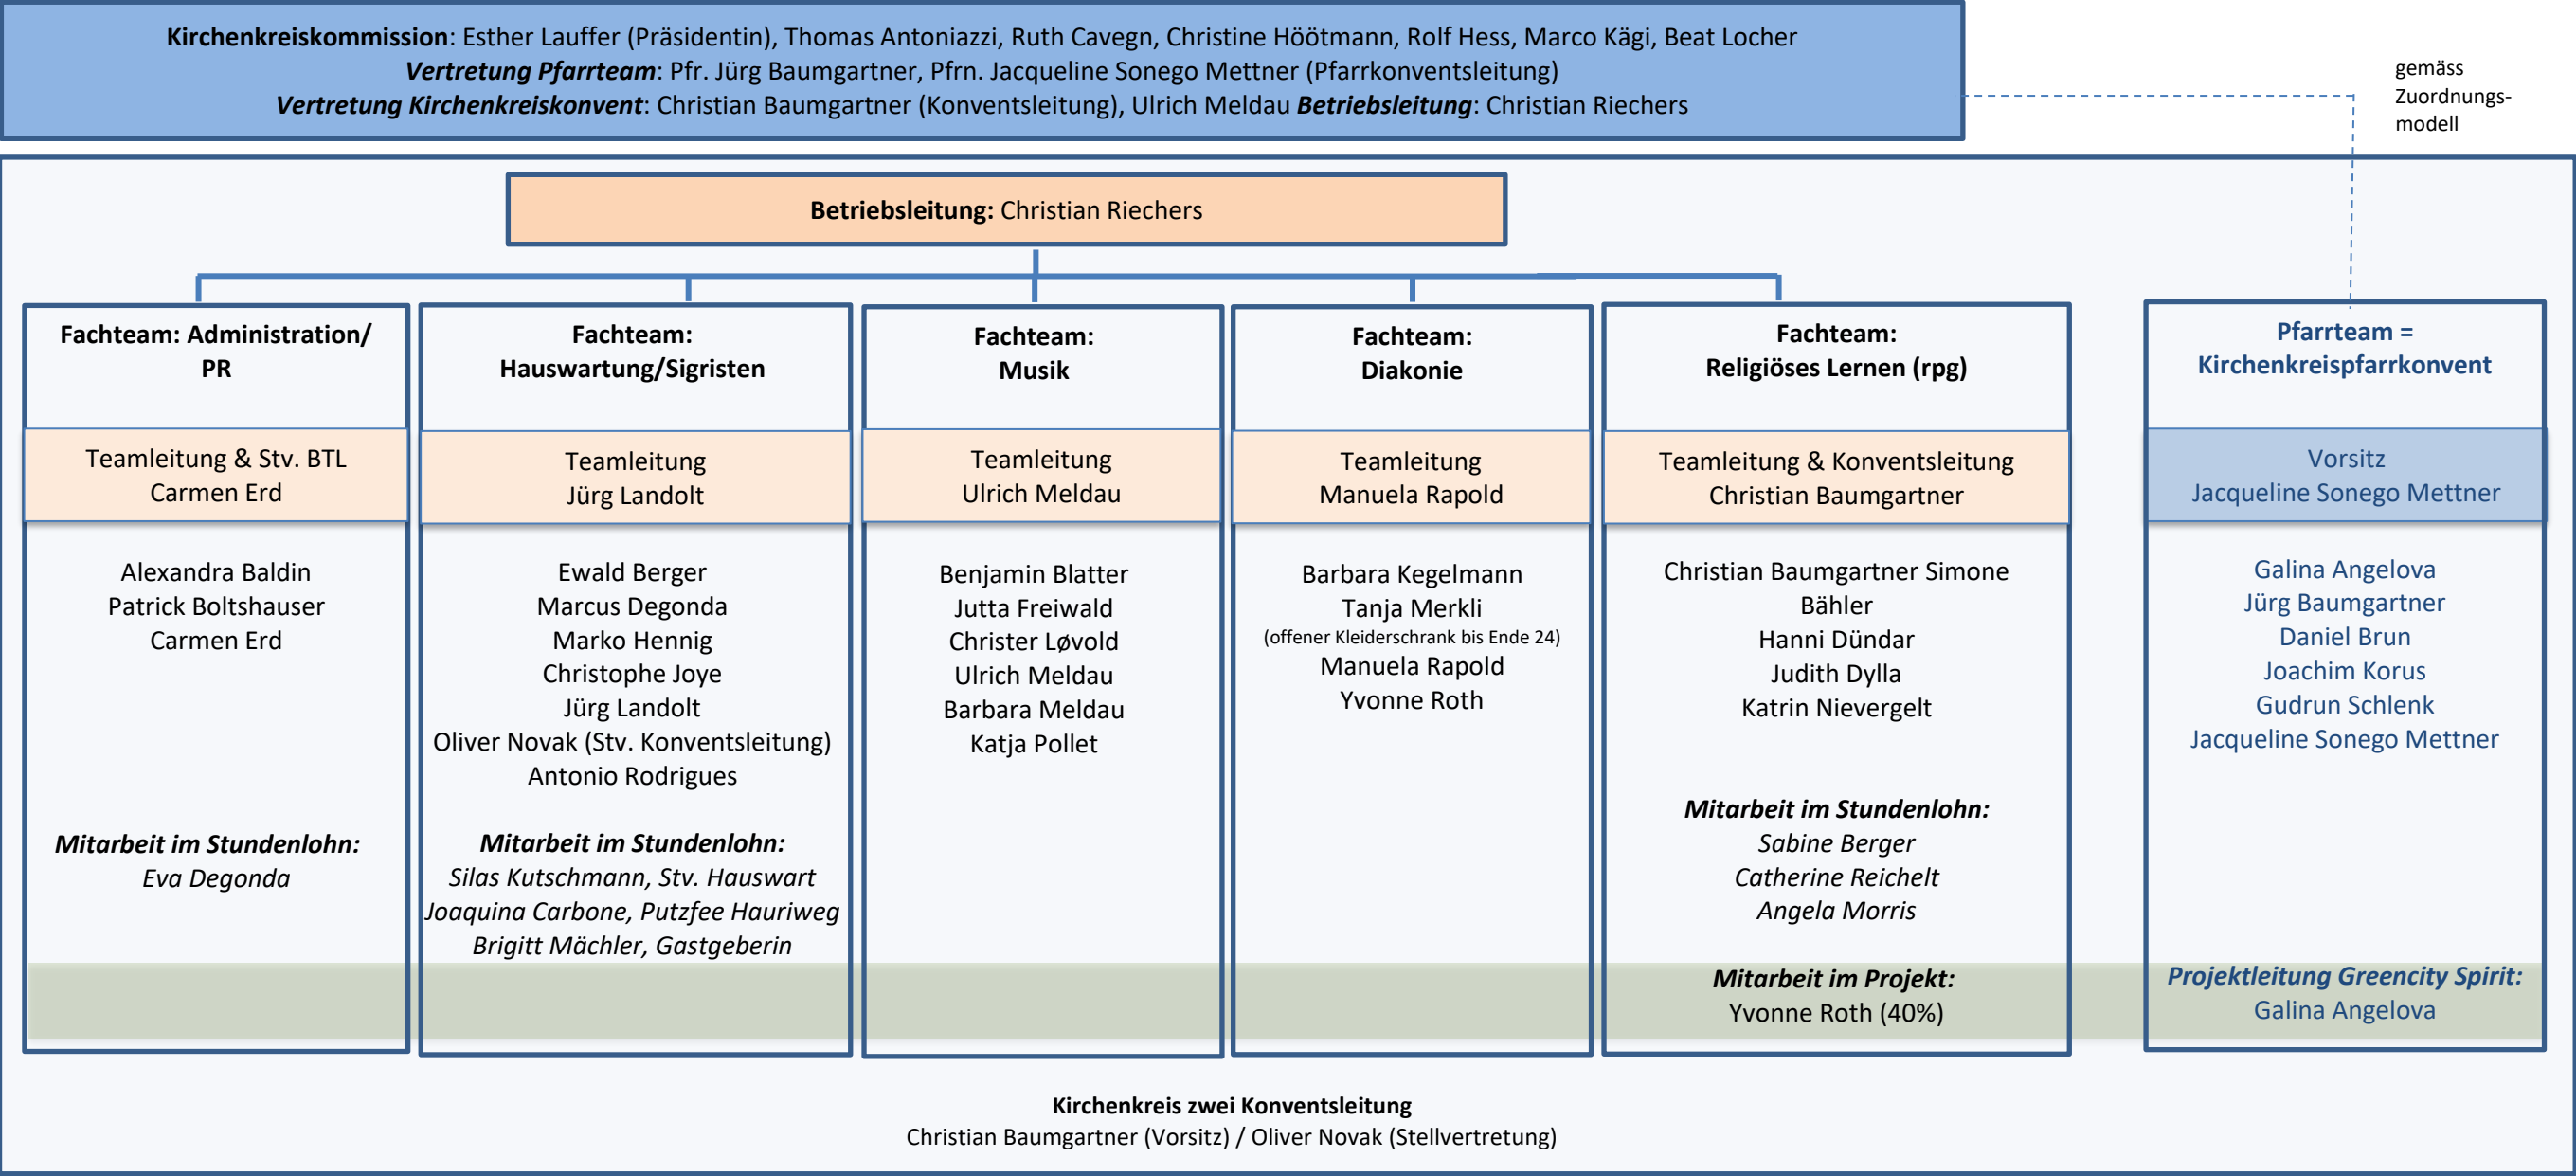 Kirchenkreiskommission: Esther Lauffer (Präsidentin), Thomas Antoniazzi, Ruth Cavegn, Christine Höötmann, Rolf Hess, Marco Kägi, Beat Locher
Vertretung Pfarrteam: Pfr. Jürg Baumgartner, Pfrn. Jacqueline Sonego Mettner (Pfarrkonventsleitung)
Vertretung Kirchenkreiskonvent: Christian Baumgartner (Konventsleitung), Ulrich Meldau Betriebsleitung: Christian Riechers
gemäss
Zuordnungs-
modell
Betriebsleitung: Christian Riechers
Fachteam: Administration/
PR
Teamleitung & Stv. BTL
Carmen Erd
Alexandra Baldin
Patrick Boltshauser
Carmen Erd
Mitarbeit im Stundenlohn:
Eva Degonda
Fachteam:
Hauswartung/Sigristen
Teamleitung
Jürg Landolt
Ewald Berger
Marcus Degonda
Marko Hennig
Christophe Joye
Jürg Landolt
Oliver Novak (Stv. Konventsleitung)
Antonio Rodrigues
Mitarbeit im Stundenlohn:
Silas Kutschmann, Stv. Hauswart
Joaquina Carbone, Putzfee Hauriweg
Brigitt Mächler, Gastgeberin
Fachteam:
Musik
Teamleitung
Ulrich Meldau
Benjamin Blatter
Jutta Freiwald
Christer Løvold
Ulrich Meldau
Barbara Meldau
Katja Pollet
Fachteam:
Diakonie
Teamleitung
Manuela Rapold
Barbara Kegelmann
Tanja Merkli
(offener Kleiderschrank bis Ende 24)
Manuela Rapold
Yvonne Roth
Fachteam:
Religiöses Lernen (rpg)
Teamleitung & Konventsleitung
Christian Baumgartner
Christian Baumgartner Simone
Bähler
Hanni Dündar
Judith Dylla
Katrin Nievergelt
Mitarbeit im Stundenlohn:
Sabine Berger
Catherine Reichelt
Angela Morris
Mitarbeit im Projekt:
Yvonne Roth (40%)
Pfarrteam =
Kirchenkreispfarrkonvent
Vorsitz
Jacqueline Sonego Mettner
Galina Angelova
Jürg Baumgartner
Daniel Brun
Joachim Korus
Gudrun Schlenk
Jacqueline Sonego Mettner
Projektleitung Greencity Spirit:
Galina Angelova
Kirchenkreis zwei Konventsleitung
Christian Baumgartner (Vorsitz) / Oliver Novak (Stellvertretung)